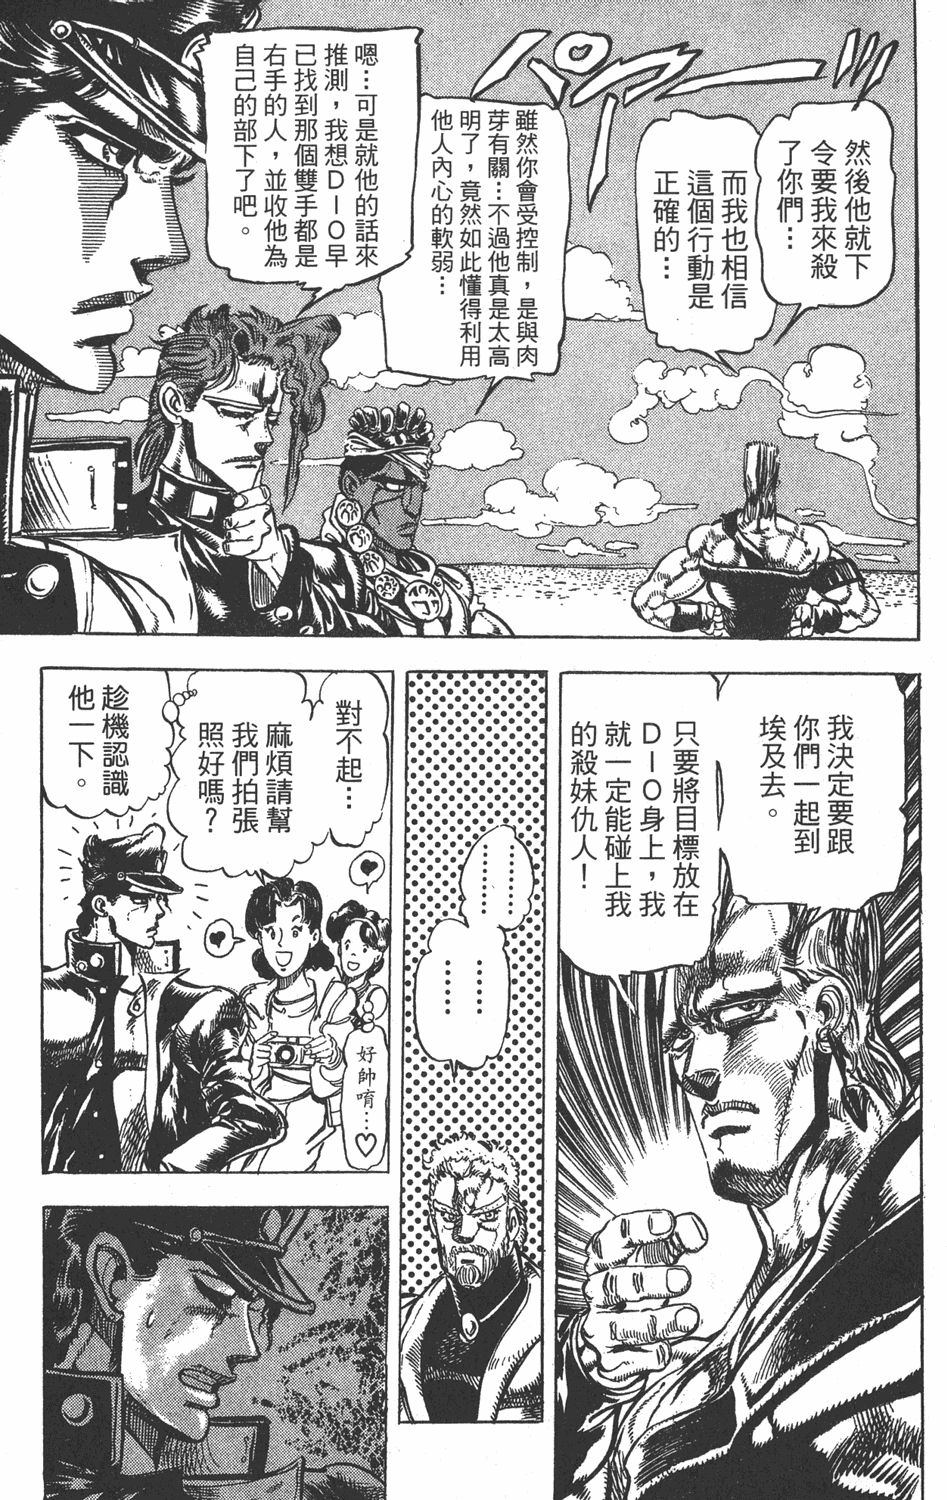 パウーッ
然後他就下
令要我來殺
了你們…
而我也相信
這個行動是
正確的…
雖然你會受控制，是與肉
芽有關…不過他真是太高
明了，竟然如此懂得利用
他人內心的軟弱…
嗯…可是就他的話來
推測，我想DIO早
已找到那個雙手都是
右手的人，並收他為
自己的部下了吧。
我決定要跟
你們一起到
埃及去。
只要將目標放在
DIO身上，我
就一定能碰上我
的殺妹仇人！
………
………
對不起…
麻煩請幫
我們拍張
照好嗎？
趁機認識
他一下。
好帥唷…♡